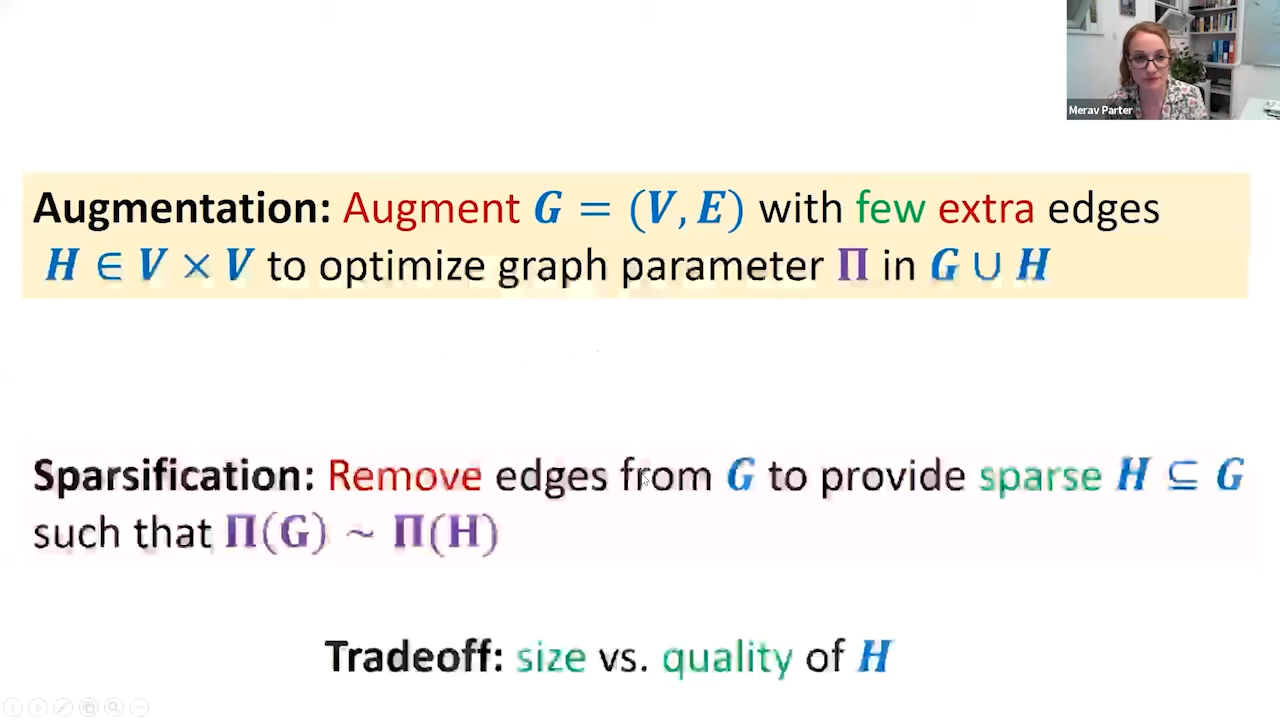 Merav Parter
Augmentation: Augment G = (V, E) with few extra edges
H ∈ V × V to optimize graph parameter Π in G ∪ H
Sparsification: Remove edges from G to provide sparse H ⊆ G
such that Π(G) ~ Π(H)
Tradeoff: size vs. quality of H